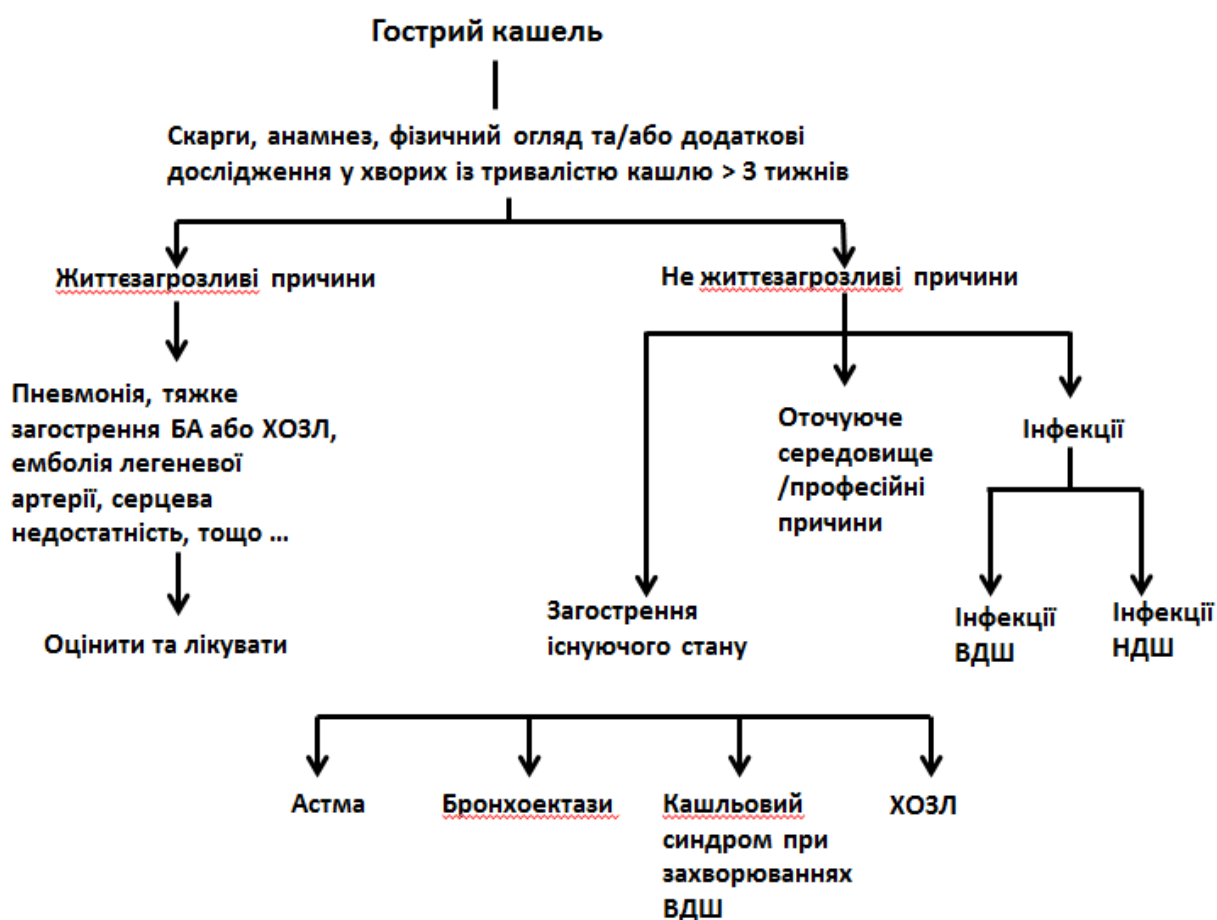 Гострий кашель
Скарги, анамнез, фізичний огляд та/або додаткові
дослідження у хворих із тривалістю кашлю > 3 тижнів
Життєзагрозливі причини
Не життєзагрозливі причини
Пневмонія, тяжке
загострення БА або ХОЗЛ,
емболія легеневої
артерії, серцева
недостатність, тощо ...
Оцінити та лікувати
Оточуюче
середовище
/професійні
причини
Інфекції
Загострення
існуючого стану
Інфекції
ВДШ
Інфекції
НДШ
Астма
Бронхоектази
Кашльовий
синдром при
захворюваннях
ВДШ
ХОЗЛ